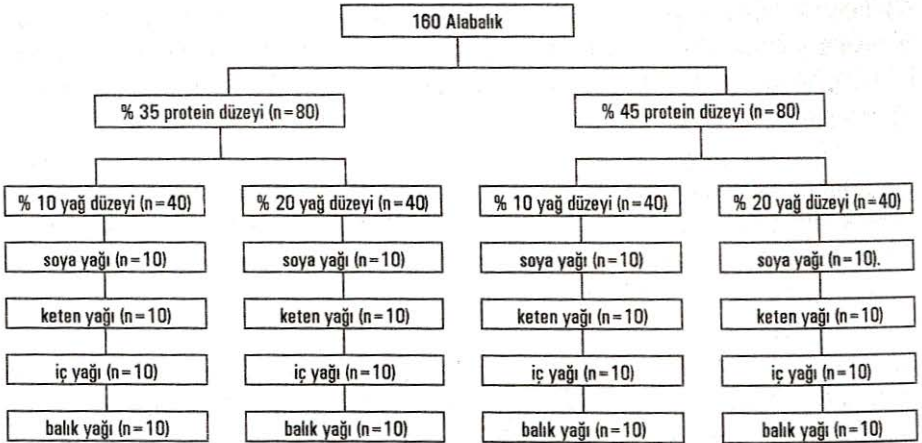 160 Alabalık
% 35 protein düzeyi (n=80)
% 45 protein düzeyi (n=80)
% 10 yağ düzeyi (n=40)
% 20 yağ düzeyi (n=40)
% 10 yağ düzeyi (n=40)
% 20 yağ düzeyi (n=40)
soya yağı (n=10)
soya yağı (n=10)
soya yağı (n=10)
soya yağı (n=10).
keten yağı (n=10)
keten yağı (n=10)
keten yağı (n=10)
keten yağı (n=10)
iç yağı (n=10)
iç yağı (n=10)
iç yağı (n=10)
iç yağı (n=10)
balık yağı (n=10)
balık yağı (n=10)
balık yağı (n=10)
balık yağı (n=10)